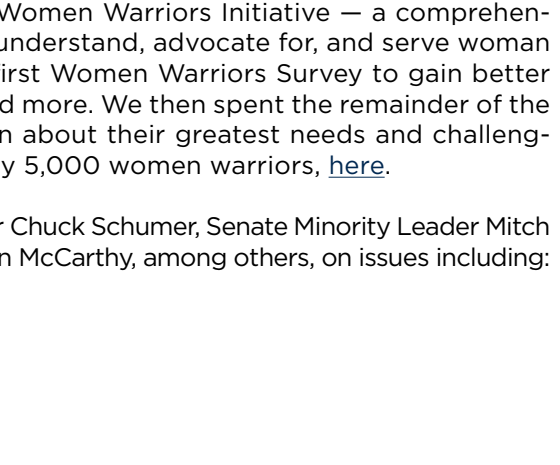 Women Warriors Initiative — a comprehen-
understand, advocate for, and serve woman
first Women Warriors Survey to gain better
d more. We then spent the remainder of the
n about their greatest needs and challeng-
y 5,000 women warriors, here.
r Chuck Schumer, Senate Minority Leader Mitch
n McCarthy, among others, on issues including: